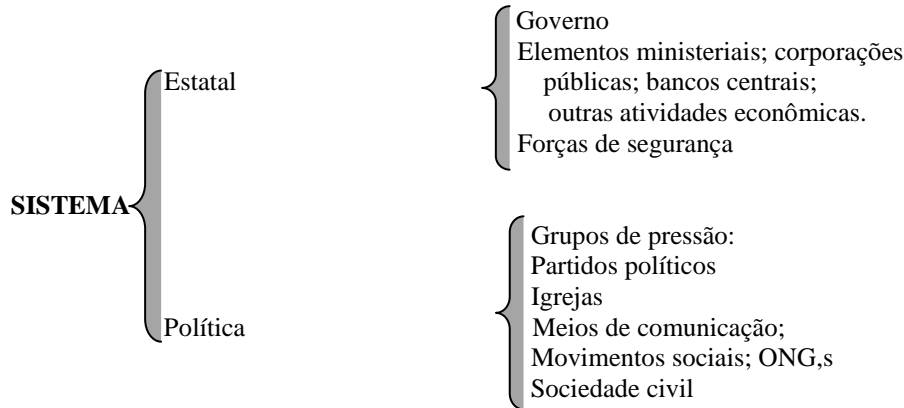 SISTEMA
Estatal
Governo
Elementos ministeriais; corporações
públicas; bancos centrais;
outras atividades econômicas.
Forças de segurança
Política
Grupos de pressão:
Partidos políticos
Igrejas
Meios de comunicação;
Movimentos sociais; ONG,s
Sociedade civil